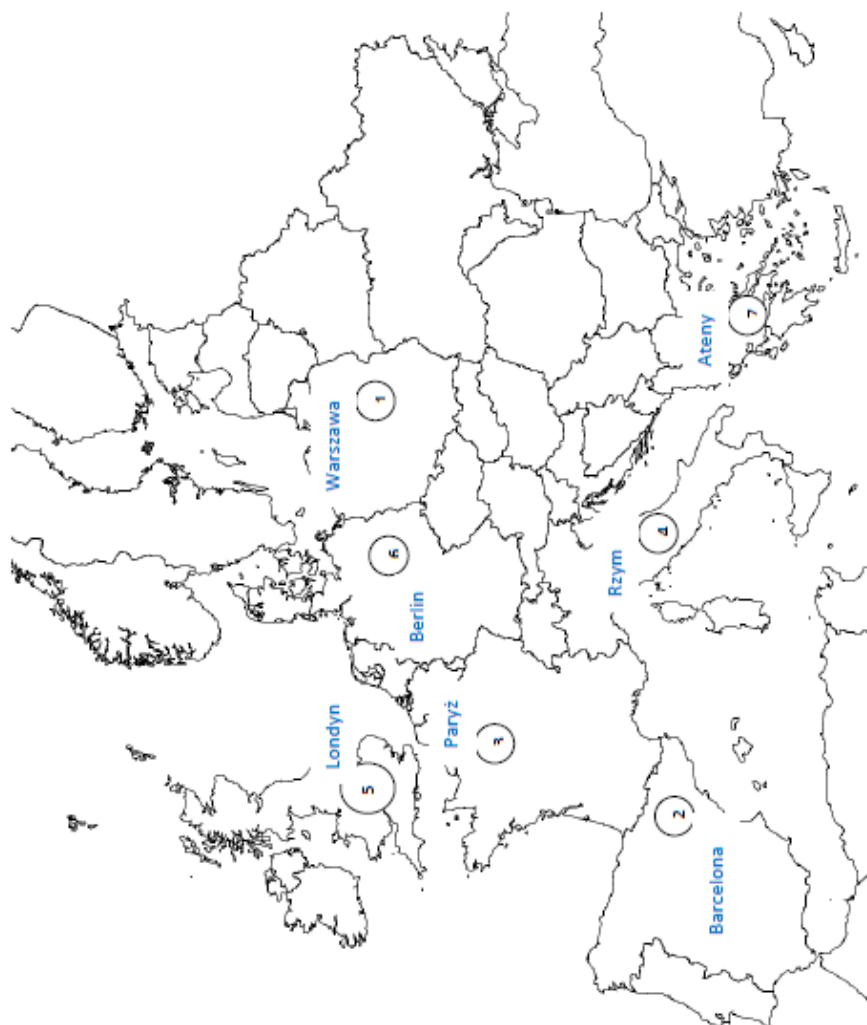 Londyn
5
Warszawa
1
Berlin
6
Paryż
3
Rzym
4
Barcelona
2
Ateny
7